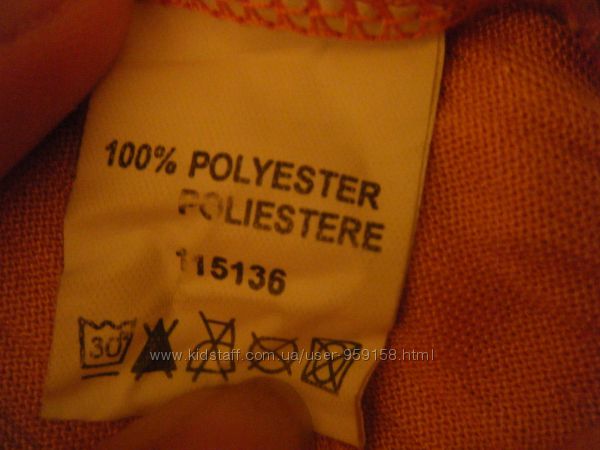 100% POLYESTER
POLIESTERE
115136
30
www.kidstaff.com.ua/user-959158.html